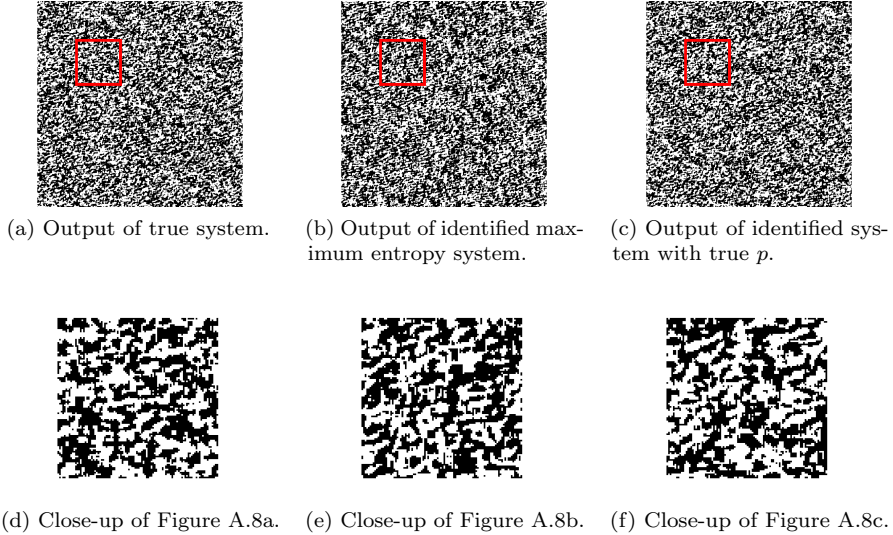 (a) Output of true system.
(b) Output of identified max-
imum entropy system.
(c) Output of identified sys-
tem with true p.
(d) Close-up of Figure A.8a.
(e) Close-up of Figure A.8b.
(f) Close-up of Figure A.8c.